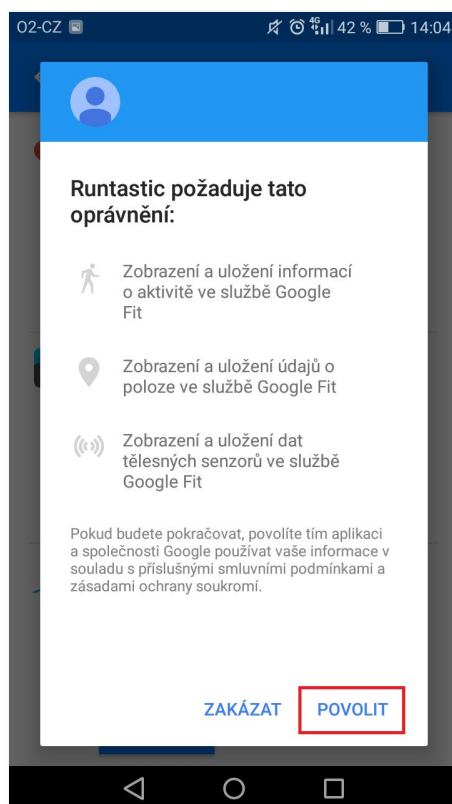 O2-CZ 4G 42 % 14:04
Runtastic požaduje tato
oprávnění:
Zobrazení a uložení informací
o aktivitě ve službě Google
Fit
Zobrazení a uložení údajů o
poloze ve službě Google Fit
Zobrazení a uložení dat
tělesných senzorů ve službě
Google Fit
Pokud budete pokračovat, povolíte tím aplikaci
a společnosti Google používat vaše informace v
souladu s příslušnými smluvními podmínkami a
zásadami ochrany soukromí.
ZAKÁZAT POVOLIT